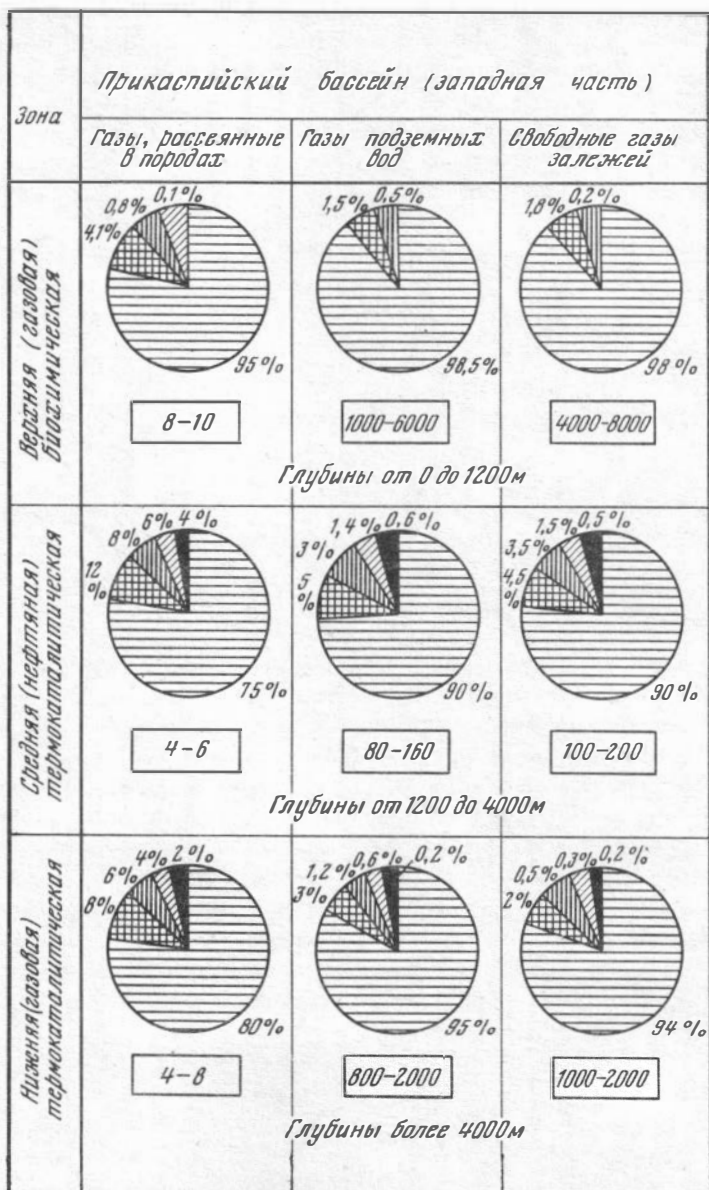 Зона
Прикаспийский бассейн (западная часть)
Газы, рассеянные
в породах
Газы подземных
вод
Свободные газы
залежей
Верхняя (газовая)
биохимическая
0,1%
0,8%
4,1%
95%
8-10
0,5%
1,5%
98,5%
1000-6000
0,2%
1,8%
98%
4000-8000
Глубины от 0 до 1200м
Средняя (нефтяная)
термокаталитическая
6% 4%
8%
12
%
75%
4-6
1,4% 0,6%
3%
5
%
90%
80-160
1,5% 0,5%
3,5%
4,5
%
90%
100-200
Глубины от 1200 до 4000м
Нижняя (газовая)
термокаталитическая
4% 2%
6%
8%
80%
4-8
0,6% 0,2%
1,2%
3%
95%
800-2000
0,3% 0,2%
0,5%
2%
94%
1000-2000
Глубины более 4000м